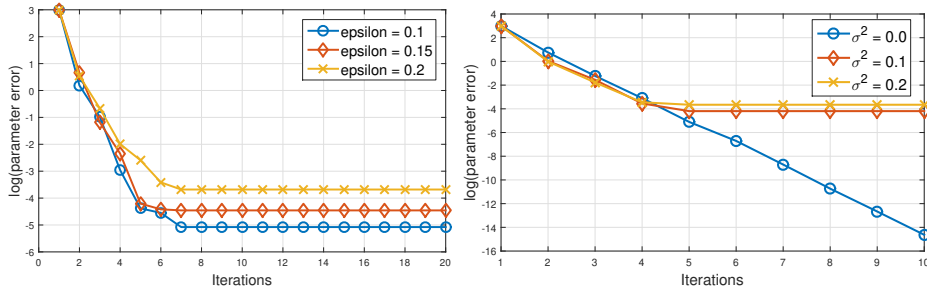 log(parameter error)
3
2
1
0
-1
-2
-3
-4
-5
-6
0 2 4 6 8 10 12 14 16 18 20
Iterations
epsilon = 0.1
epsilon = 0.15
epsilon = 0.2
log(parameter error)
4
2
0
-2
-4
-6
-8
-10
-12
-14
-16
1 2 3 4 5 6 7 8 9 10
Iterations
σ² = 0.0
σ² = 0.1
σ² = 0.2